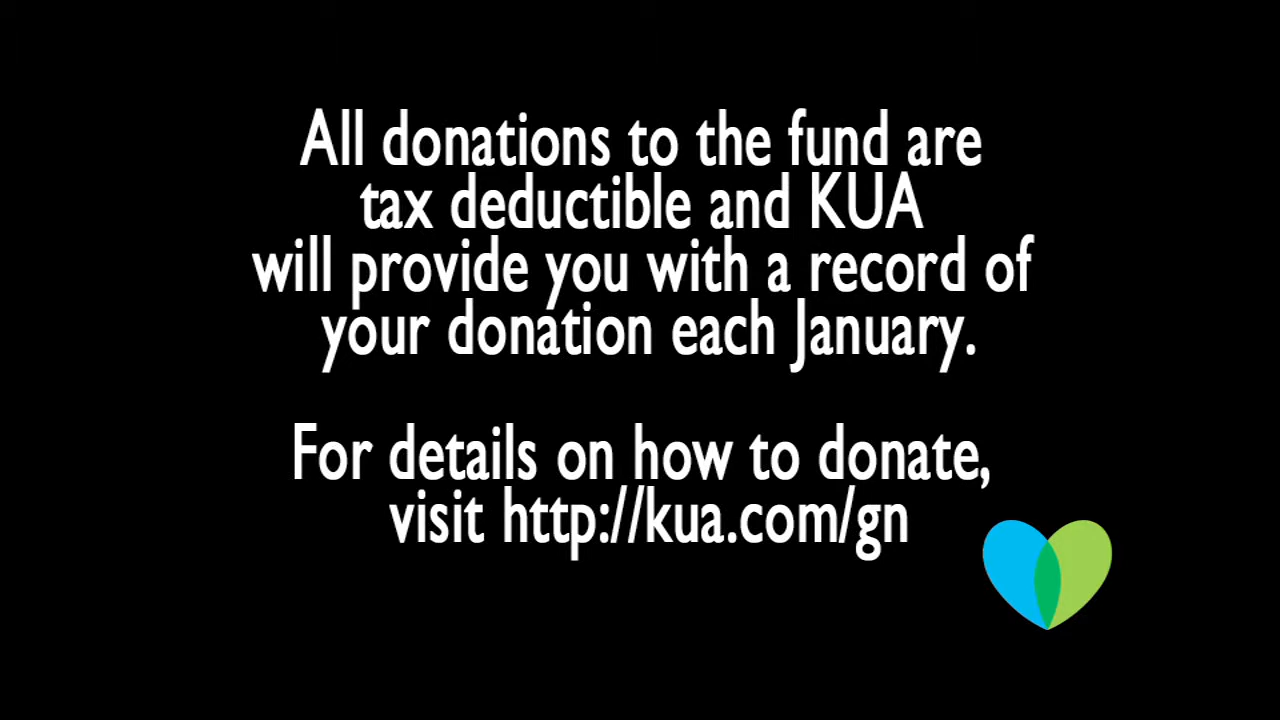 All donations to the fund are
tax deductible and KUA
will provide you with a record of
your donation each January.
For details on how to donate,
visit http://kua.com/gn